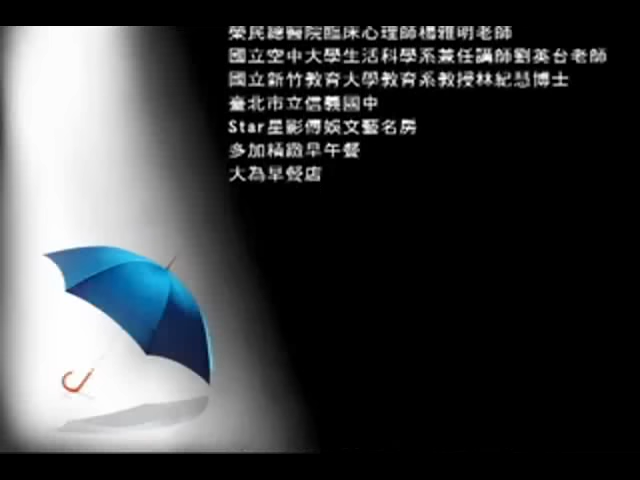 榮民總醫院臨床心理師楊雅明老師
國立空中大學生活科學系兼任講師劉英台老師
國立新竹教育大學教育系教授林紀慧博士
臺北市立信義國中
Star星影傳娛文藝名房
多加精緻早午餐
大為早餐店